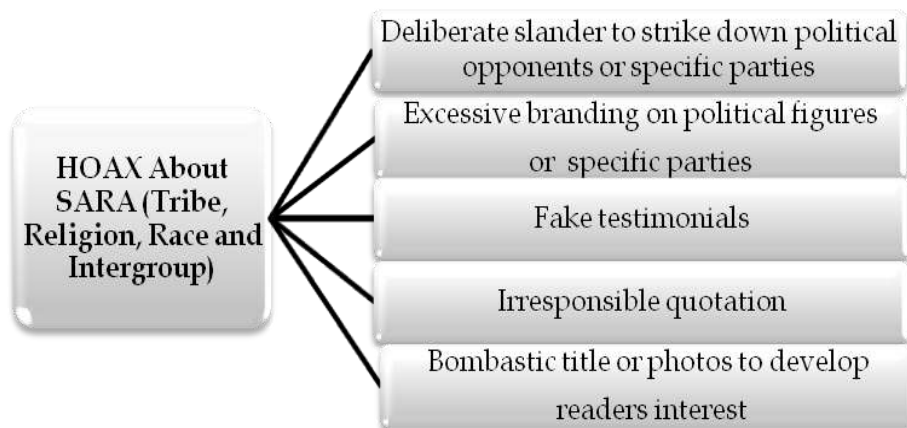 HOAX About
SARA (Tribe,
Religion, Race and
Intergroup)
Deliberate slander to strike down political
opponents or specific parties
Excessive branding on political figures
or specific parties
Fake testimonials
Irresponsible quotation
Bombastic title or photos to develop
readers interest